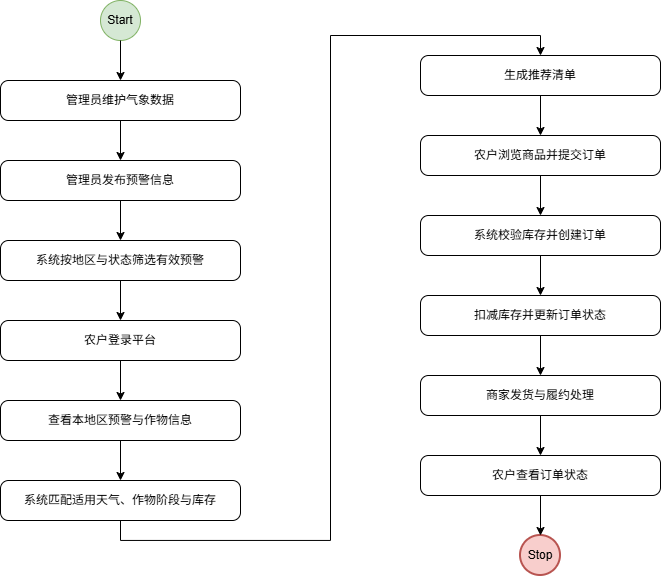 Start
管理员维护气象数据
管理员发布预警信息
系统按地区与状态筛选有效预警
农户登录平台
查看本地区预警与作物信息
系统匹配适用天气、作物阶段与库存
生成推荐清单
农户浏览商品并提交订单
系统校验库存并创建订单
扣减库存并更新订单状态
商家发货与履约处理
农户查看订单状态
Stop